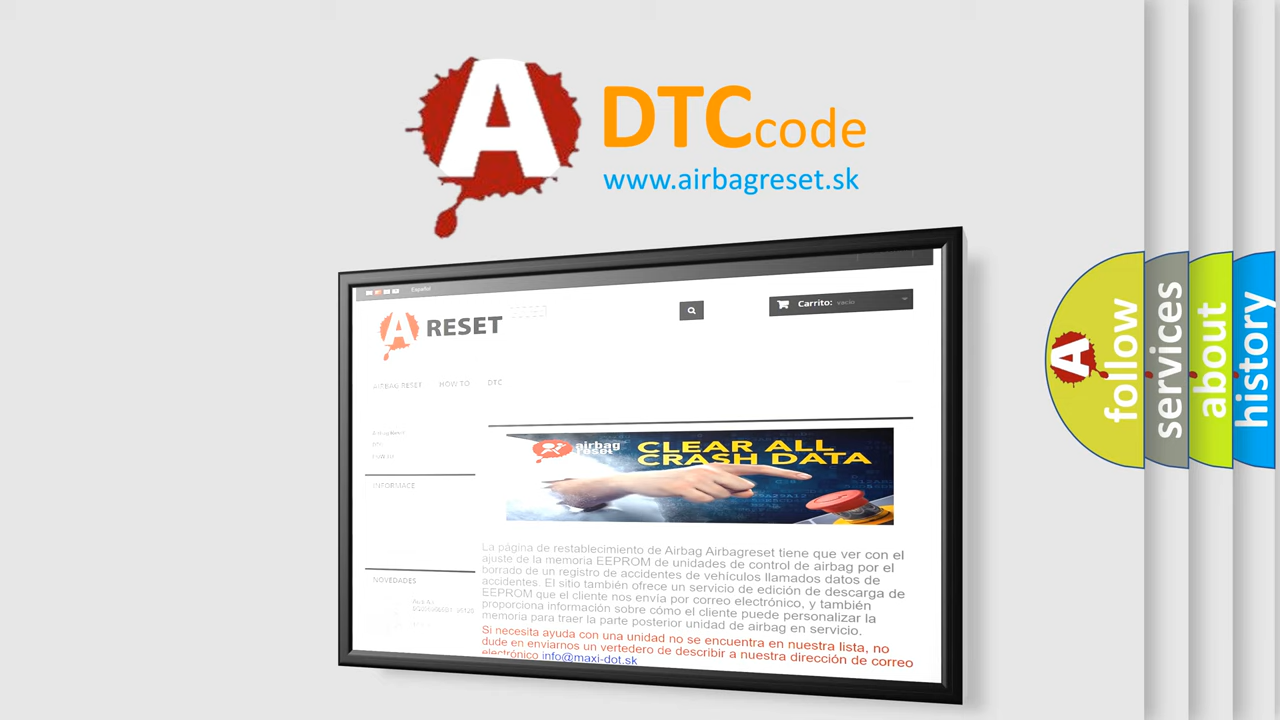 A
DTCcode
www.airbagreset.sk
Español
A RESET
Carrito: vacío
AIRBAG RESET HOW TO DTC
INFORMACE
NOVEDADES
airbag
reset
CLEAR ALL
CRASH DATA
La página de restablecimiento de Airbag Airbagreset tiene que ver con el
ajuste de la memoria EEPROM de unidades de control de airbag por el
borrado de un registro de accidentes de vehículos llamados datos de
accidentes. El sitio también ofrece un servicio de edición de descarga de
EEPROM que el cliente nos envía por correo electrónico, y también
proporciona información sobre cómo el cliente puede personalizar la
memoria para traer la parte posterior unidad de airbag en servicio.
Si necesita ayuda con una unidad no se encuentra en nuestra lista, no
dude en enviarnos un vertedero de describir a nuestra dirección de correo
electrónico info@maxi-dot.sk
A
follow
services
about
history